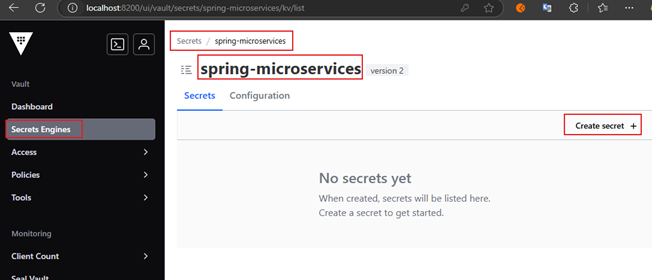 localhost:8200/ui/vault/secrets/spring-microservices/kv/list
Secrets / spring-microservices
spring-microservices version 2
Secrets Configuration
Create secret +
No secrets yet
When created, secrets will be listed here.
Create a secret to get started.
Vault
Dashboard
Secrets Engines
Access
Policies
Tools
Monitoring
Client Count
Seal Vault